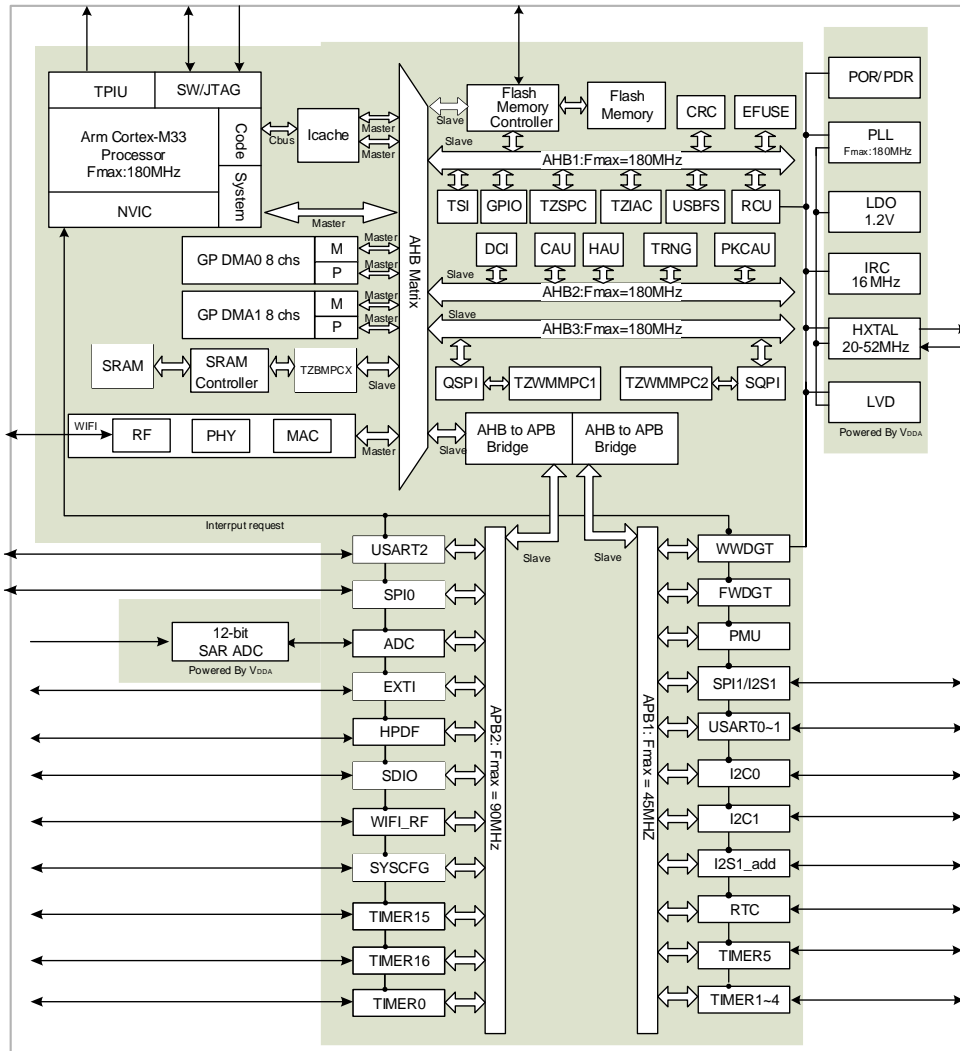 TPIU
SW/JTAG
Arm Cortex-M33
Processor
Fmax:180MHz
NVIC
Code
System
Cbus
Icache
Master
Master
Master
AHB Matrix
Slave
Flash
Memory
Controller
Flash
Memory
CRC
EFUSE
Slave
AHB1:Fmax=180MHz
TSI
GPIO
TZSPC
TZIAC
USBFS
RCU
GP DMA0 8 chs
M
P
Master
Master
GP DMA1 8 chs
M
P
Master
Master
DCI
CAU
HAU
TRNG
PKCAU
Slave
AHB2:Fmax=180MHz
Slave
AHB3:Fmax=180MHz
SRAM
SRAM
Controller
TZBMPCX
Slave
QSPI
TZWMMPC1
TZWMMPC2
SQPI
WIFI
RF
PHY
MAC
Master
Slave
AHB to APB
Bridge
AHB to APB
Bridge
POR/PDR
PLL
Fmax:180MHz
LDO
1.2V
IRC
16MHz
HXTAL
20-52MHz
LVD
Powered By VDDA
Interrput request
Slave
Slave
USART2
SPI0
12-bit
SAR ADC
Powered By VDDA
ADC
EXTI
HPDF
SDIO
WIFI_RF
SYSCFG
TIMER15
TIMER16
TIMER0
APB2: Fmax = 90MHz
APB1: Fmax = 45MHZ
WWDGT
FWDGT
PMU
SPI1/I2S1
USART0~1
I2C0
I2C1
I2S1_add
RTC
TIMER5
TIMER1~4